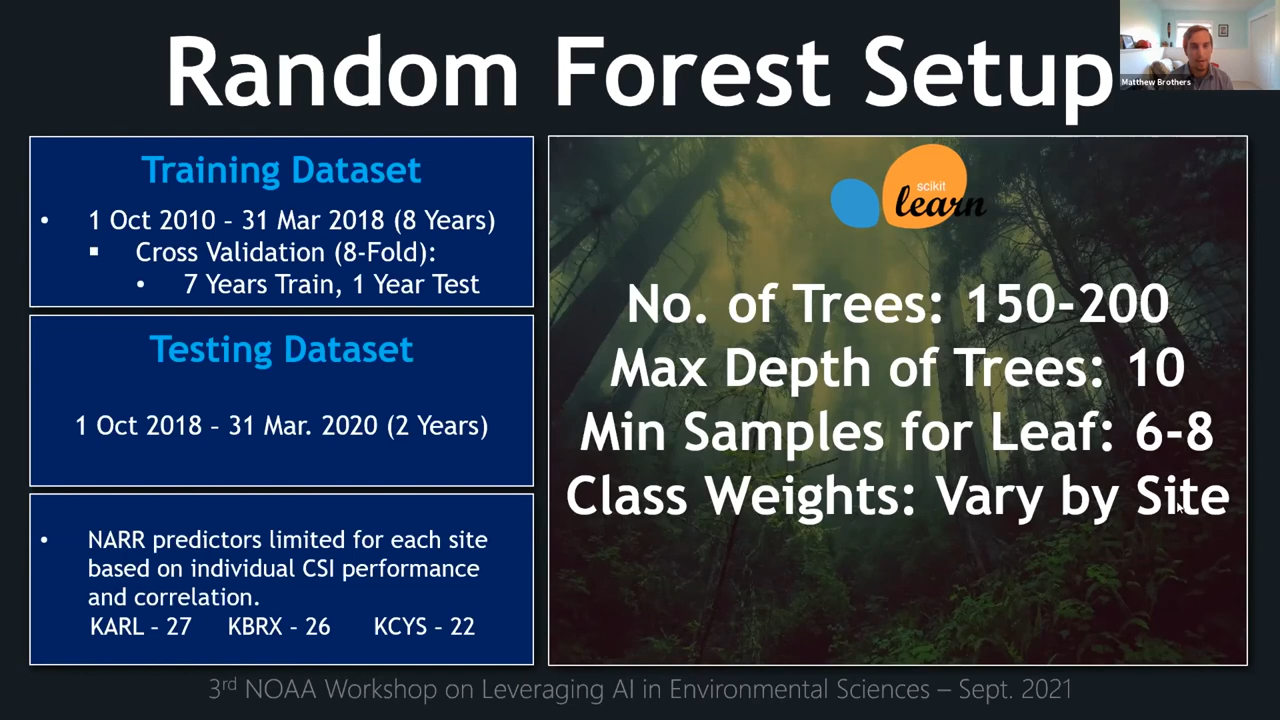 Random Forest Setup
Matthew Brothers
Training Dataset
• 1 Oct 2010 – 31 Mar 2018 (8 Years)
▪ Cross Validation (8-Fold):
• 7 Years Train, 1 Year Test
Testing Dataset
1 Oct 2018 – 31 Mar. 2020 (2 Years)
• NARR predictors limited for each site
based on individual CSI performance
and correlation.
KARL – 27 KBRX – 26 KCYS – 22
scikit
learn
No. of Trees: 150-200
Max Depth of Trees: 10
Min Samples for Leaf: 6-8
Class Weights: Vary by Site
3rd NOAA Workshop on Leveraging AI in Environmental Sciences – Sept. 2021